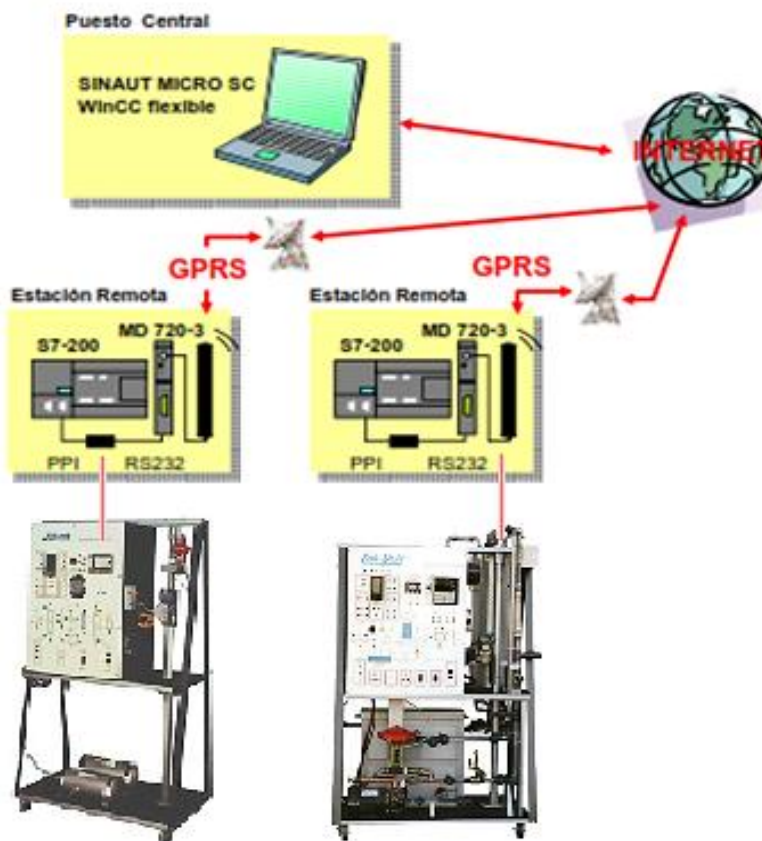 Puesto Central
SINAUT MICRO SC
WinCC flexible
INTERNET
GPRS
GPRS
Estación Remota
Estación Remota
MD 720-3
S7-200
MD 720-3
S7-200
PPI RS232
PPI RS232